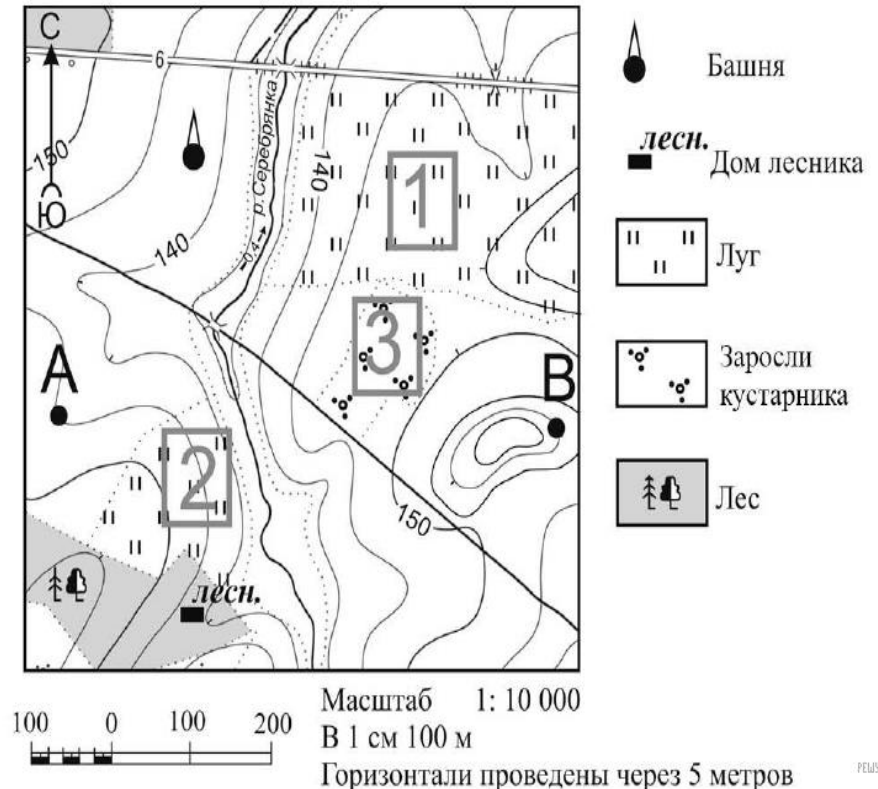 С
6
150
Ю
р. Серебрянка
0,4
140
140
1
3
А
В
2
150
лесн.
Башня
лесн.
Дом лесника
Луг
Заросли
кустарника
Лес
100 0 100 200
Масштаб 1: 10 000
В 1 см 100 м
Горизонтали проведены через 5 метров